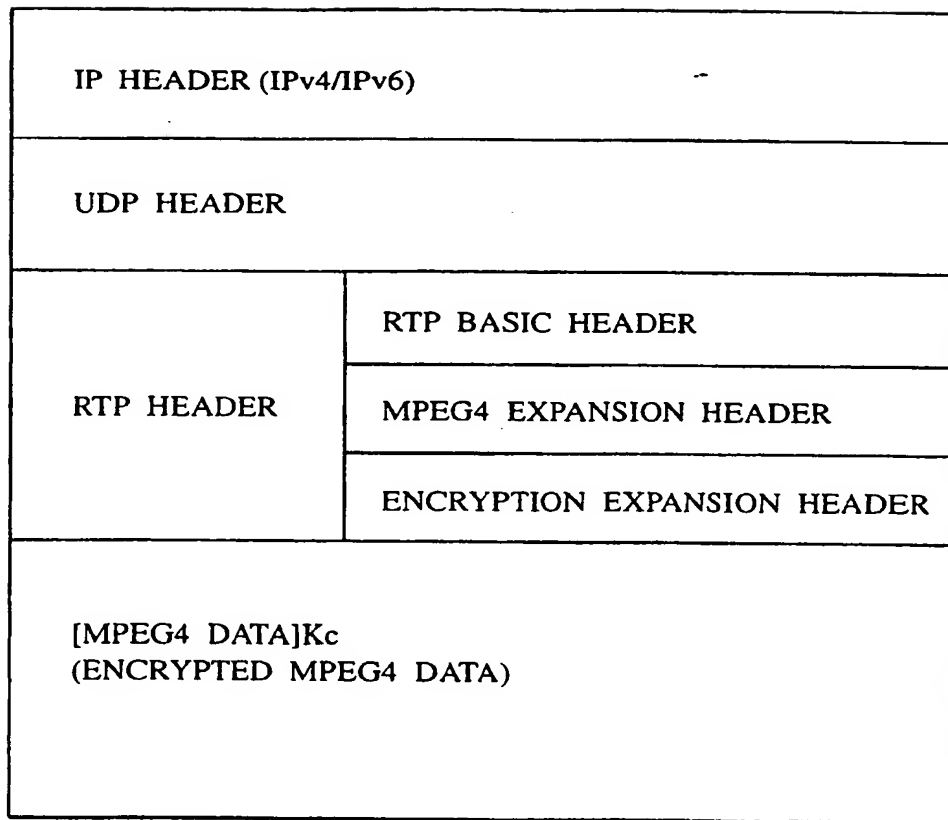 IP HEADER (IPv4/IPv6)
UDP HEADER
RTP HEADER
RTP BASIC HEADER
MPEG4 EXPANSION HEADER
ENCRYPTION EXPANSION HEADER
[MPEG4 DATA]Kc
(ENCRYPTED MPEG4 DATA)